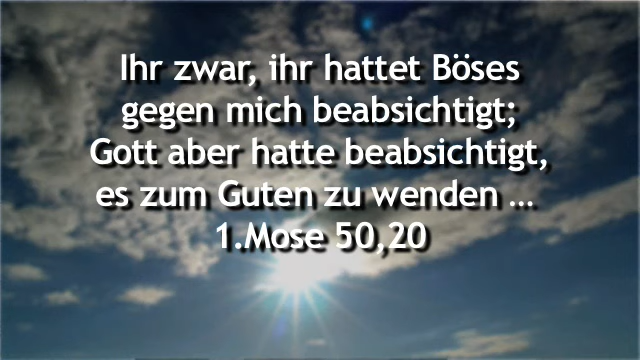 Ihr zwar, ihr hattet Böses
gegen mich beabsichtigt;
Gott aber hatte beabsichtigt,
es zum Guten zu wenden ...
1.Mose 50,20